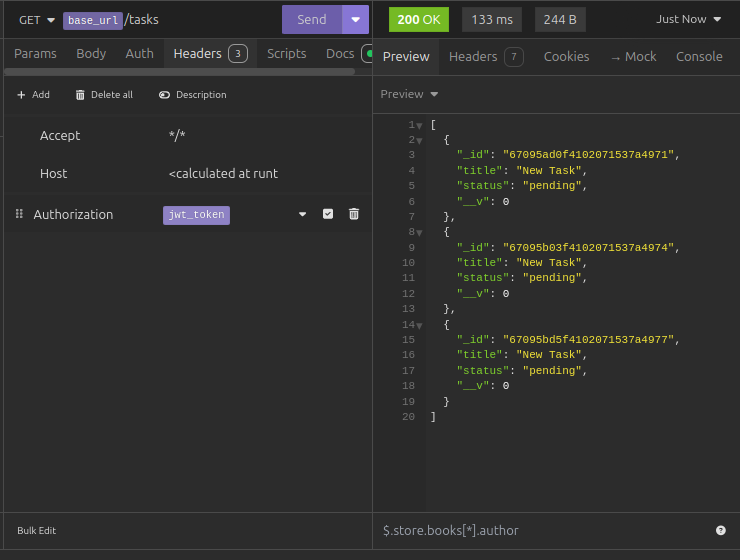 GET base_url/tasks Send
Params Body Auth Headers 3 Scripts Docs
+ Add Delete all Description
Accept */*
Host <calculated at runt
Authorization jwt_token
Bulk Edit
200 OK 133 ms 244 B Just Now
Preview Headers 7 Cookies → Mock Console
Preview
1 [
2 {
3 "_id": "67095ad0f4102071537a4971",
4 "title": "New Task",
5 "status": "pending",
6 "__v": 0
7 },
8 {
9 "_id": "67095b03f4102071537a4974",
10 "title": "New Task",
11 "status": "pending",
12 "__v": 0
13 },
14 {
15 "_id": "67095bd5f4102071537a4977",
16 "title": "New Task",
17 "status": "pending",
18 "__v": 0
19 }
20 ]
$.store.books[*].author
?